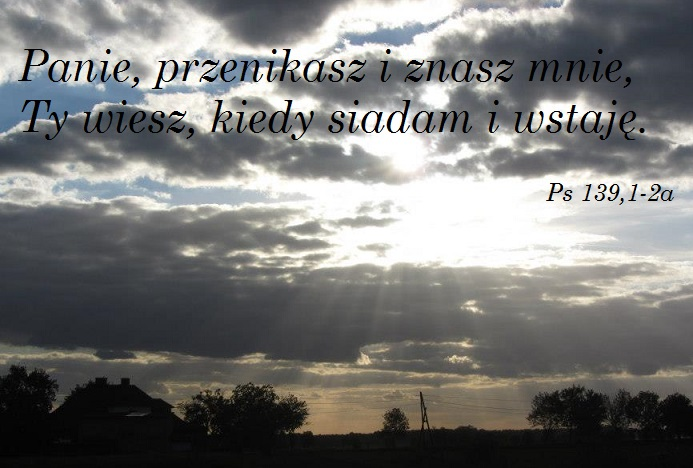 Panie, przenikasz i znasz mnie,
Ty wiesz, kiedy siadam i wstaję.
Ps 139,1-2a